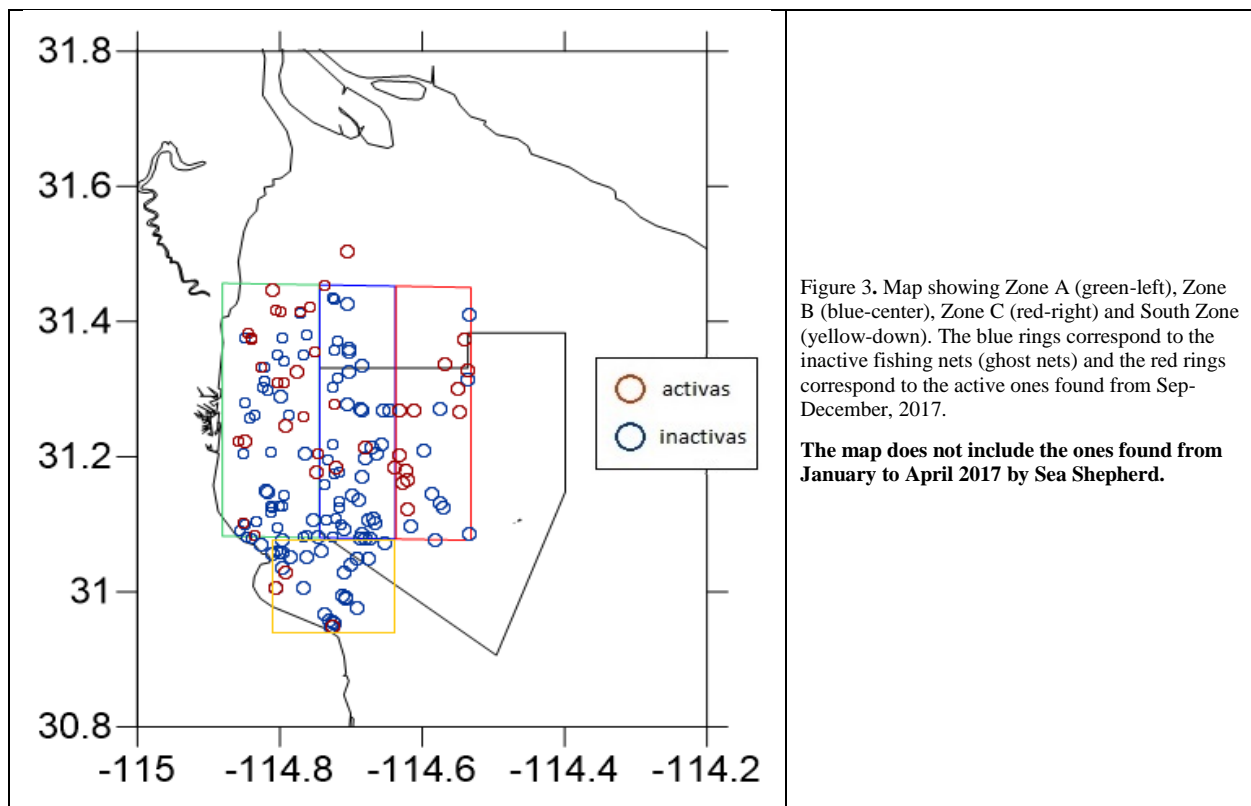 31.8
31.6
31.4
31.2
31
30.8
-115
-114.8
-114.6
-114.4
-114.2
activas
inactivas
Figure 3. Map showing Zone A (green-left), Zone
B (blue-center), Zone C (red-right) and South Zone
(yellow-down). The blue rings correspond to the
inactive fishing nets (ghost nets) and the red rings
correspond to the active ones found from Sep-
December, 2017.
The map does not include the ones found from
January to April 2017 by Sea Shepherd.